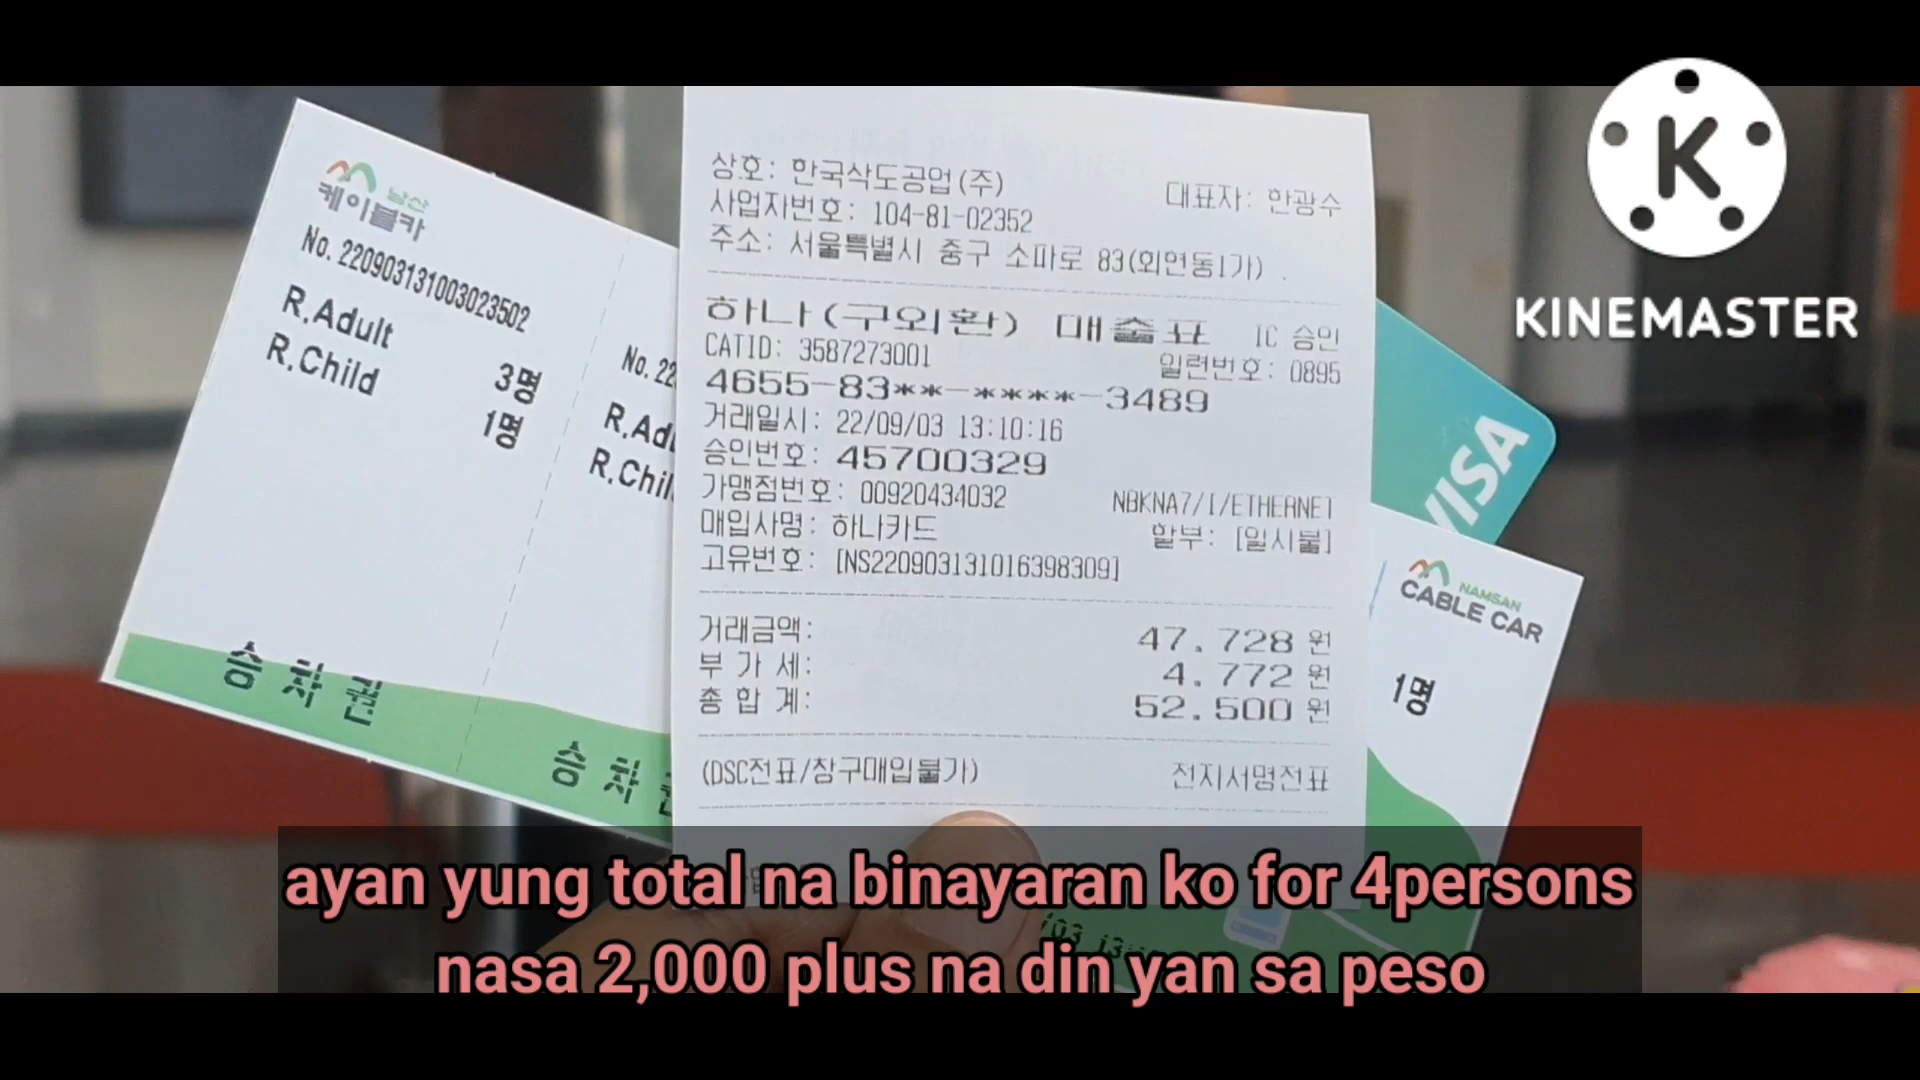 남산
케이블카
No. 22090313100302​3502
R.Adult 3명
R.Child 1명
승차권
No. 22
R.Adu
R.Chil
승차
상호: 한국삭도공업(주) 대표자: 한광수
사업자번호: 104-81-02352
주소: 서울특별시 중구 소파로 83(회현동1가) .
하나(구외환) 매출표 IC 승인
CATID: 3587273001 일련번호: 0895
4655-83**-****-3489
거래일시: 22/09/03 13:10:16
승인번호: 45700329
가맹점번호: 00920434032 NBKNA7/I/ETHERNET
매입사명: 하나카드 할부: [일시불]
고유번호: [NS22090313101639​8309]
거래금액: 47.728 원
부가세: 4.772 원
총합계: 52.500 원
(DSC전표/창구매입불가) 전자서명전표
VISA
NAMSAN
CABLE CAR
1명
K
KINEMASTER
ayan yung total na binayaran ko for 4persons
nasa 2,000 plus na din yan sa peso